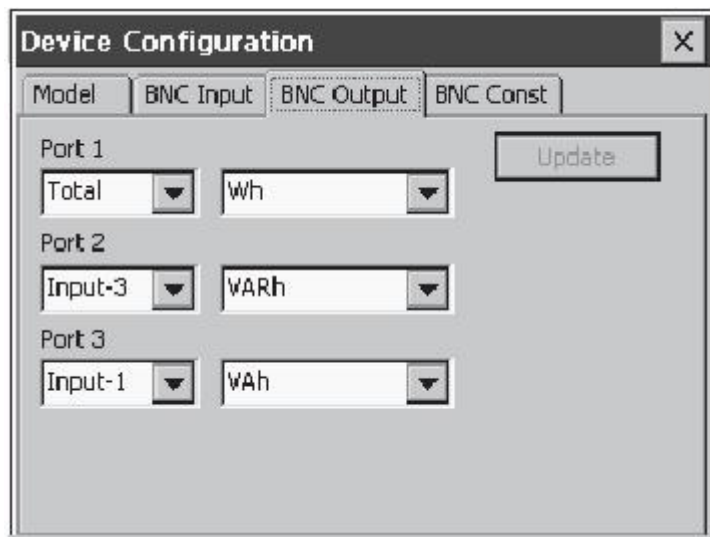 Device Configuration
Model BNC Input BNC Output BNC Const
Port 1 Update
Total Wh
Port 2
Input-3 VARh
Port 3
Input-1 VAh